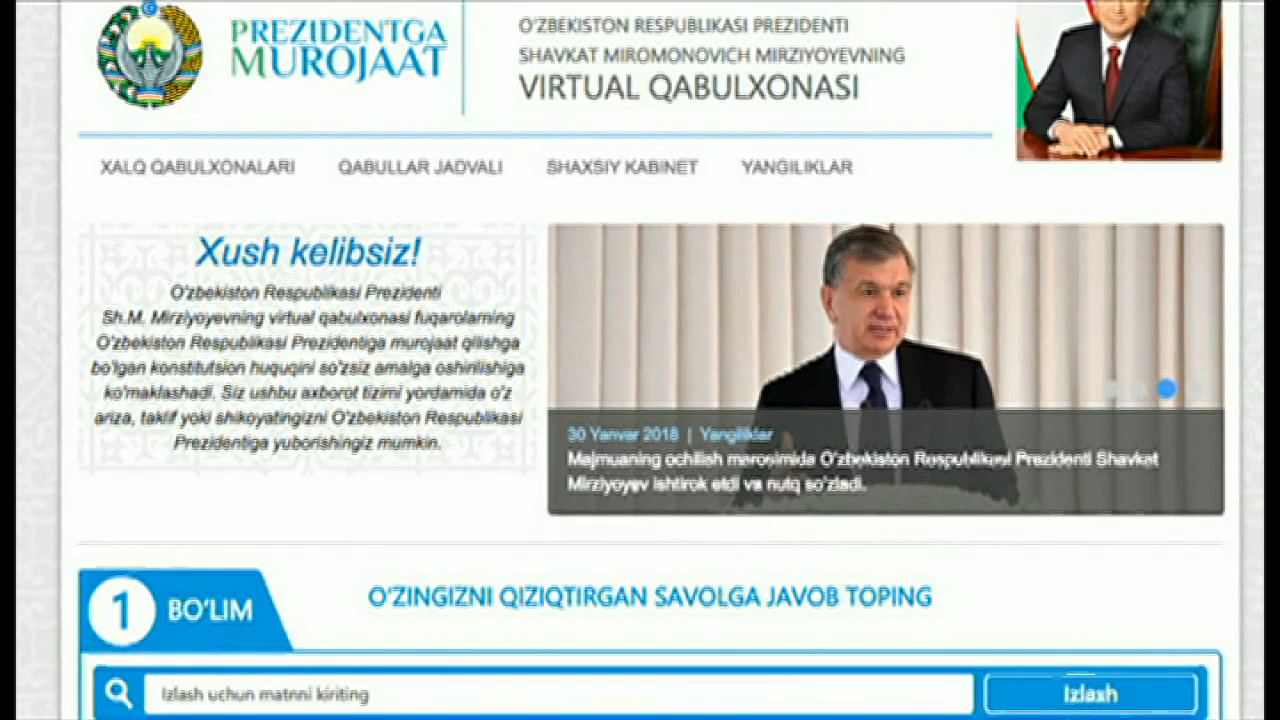 PREZIDENTGA
MUROJAAT
O'ZBEKISTON RESPUBLIKASI PREZIDENTI
SHAVKAT MIROMONOVICH MIRZIYOYEVNING
VIRTUAL QABULXONASI
XALQ QABULXONALARI QABULLAR JADVALI SHAXSIY KABINET YANGILIKLAR
Xush kelibsiz!
O'zbekiston Respublikasi Prezidenti
Sh.M. Mirziyoyevning virtual qabulxonasi fuqarolarning
O'zbekiston Respublikasi Prezidentiga murojaat qilishga
bo'lgan konstitutsion huquqini so'zsiz amalga oshirilishiga
ko'maklashadi. Siz ushbu axborot tizimi yordamida o'z
ariza, taklif yoki shikoyatingizni O'zbekiston Respublikasi
Prezidentiga yuborishingiz mumkin.
30 Yanvar 2018 | Yangiliklar
Majmuaning ochilish marosimida O'zbekiston Respublikasi Prezidenti Shavkat
Mirziyoyev ishtirok etdi va nutq so'zladi.
1 BO'LIM
O'ZINGIZNI QIZIQTIRGAN SAVOLGA JAVOB TOPING
Izlash uchun matnni kiriting
Izlash